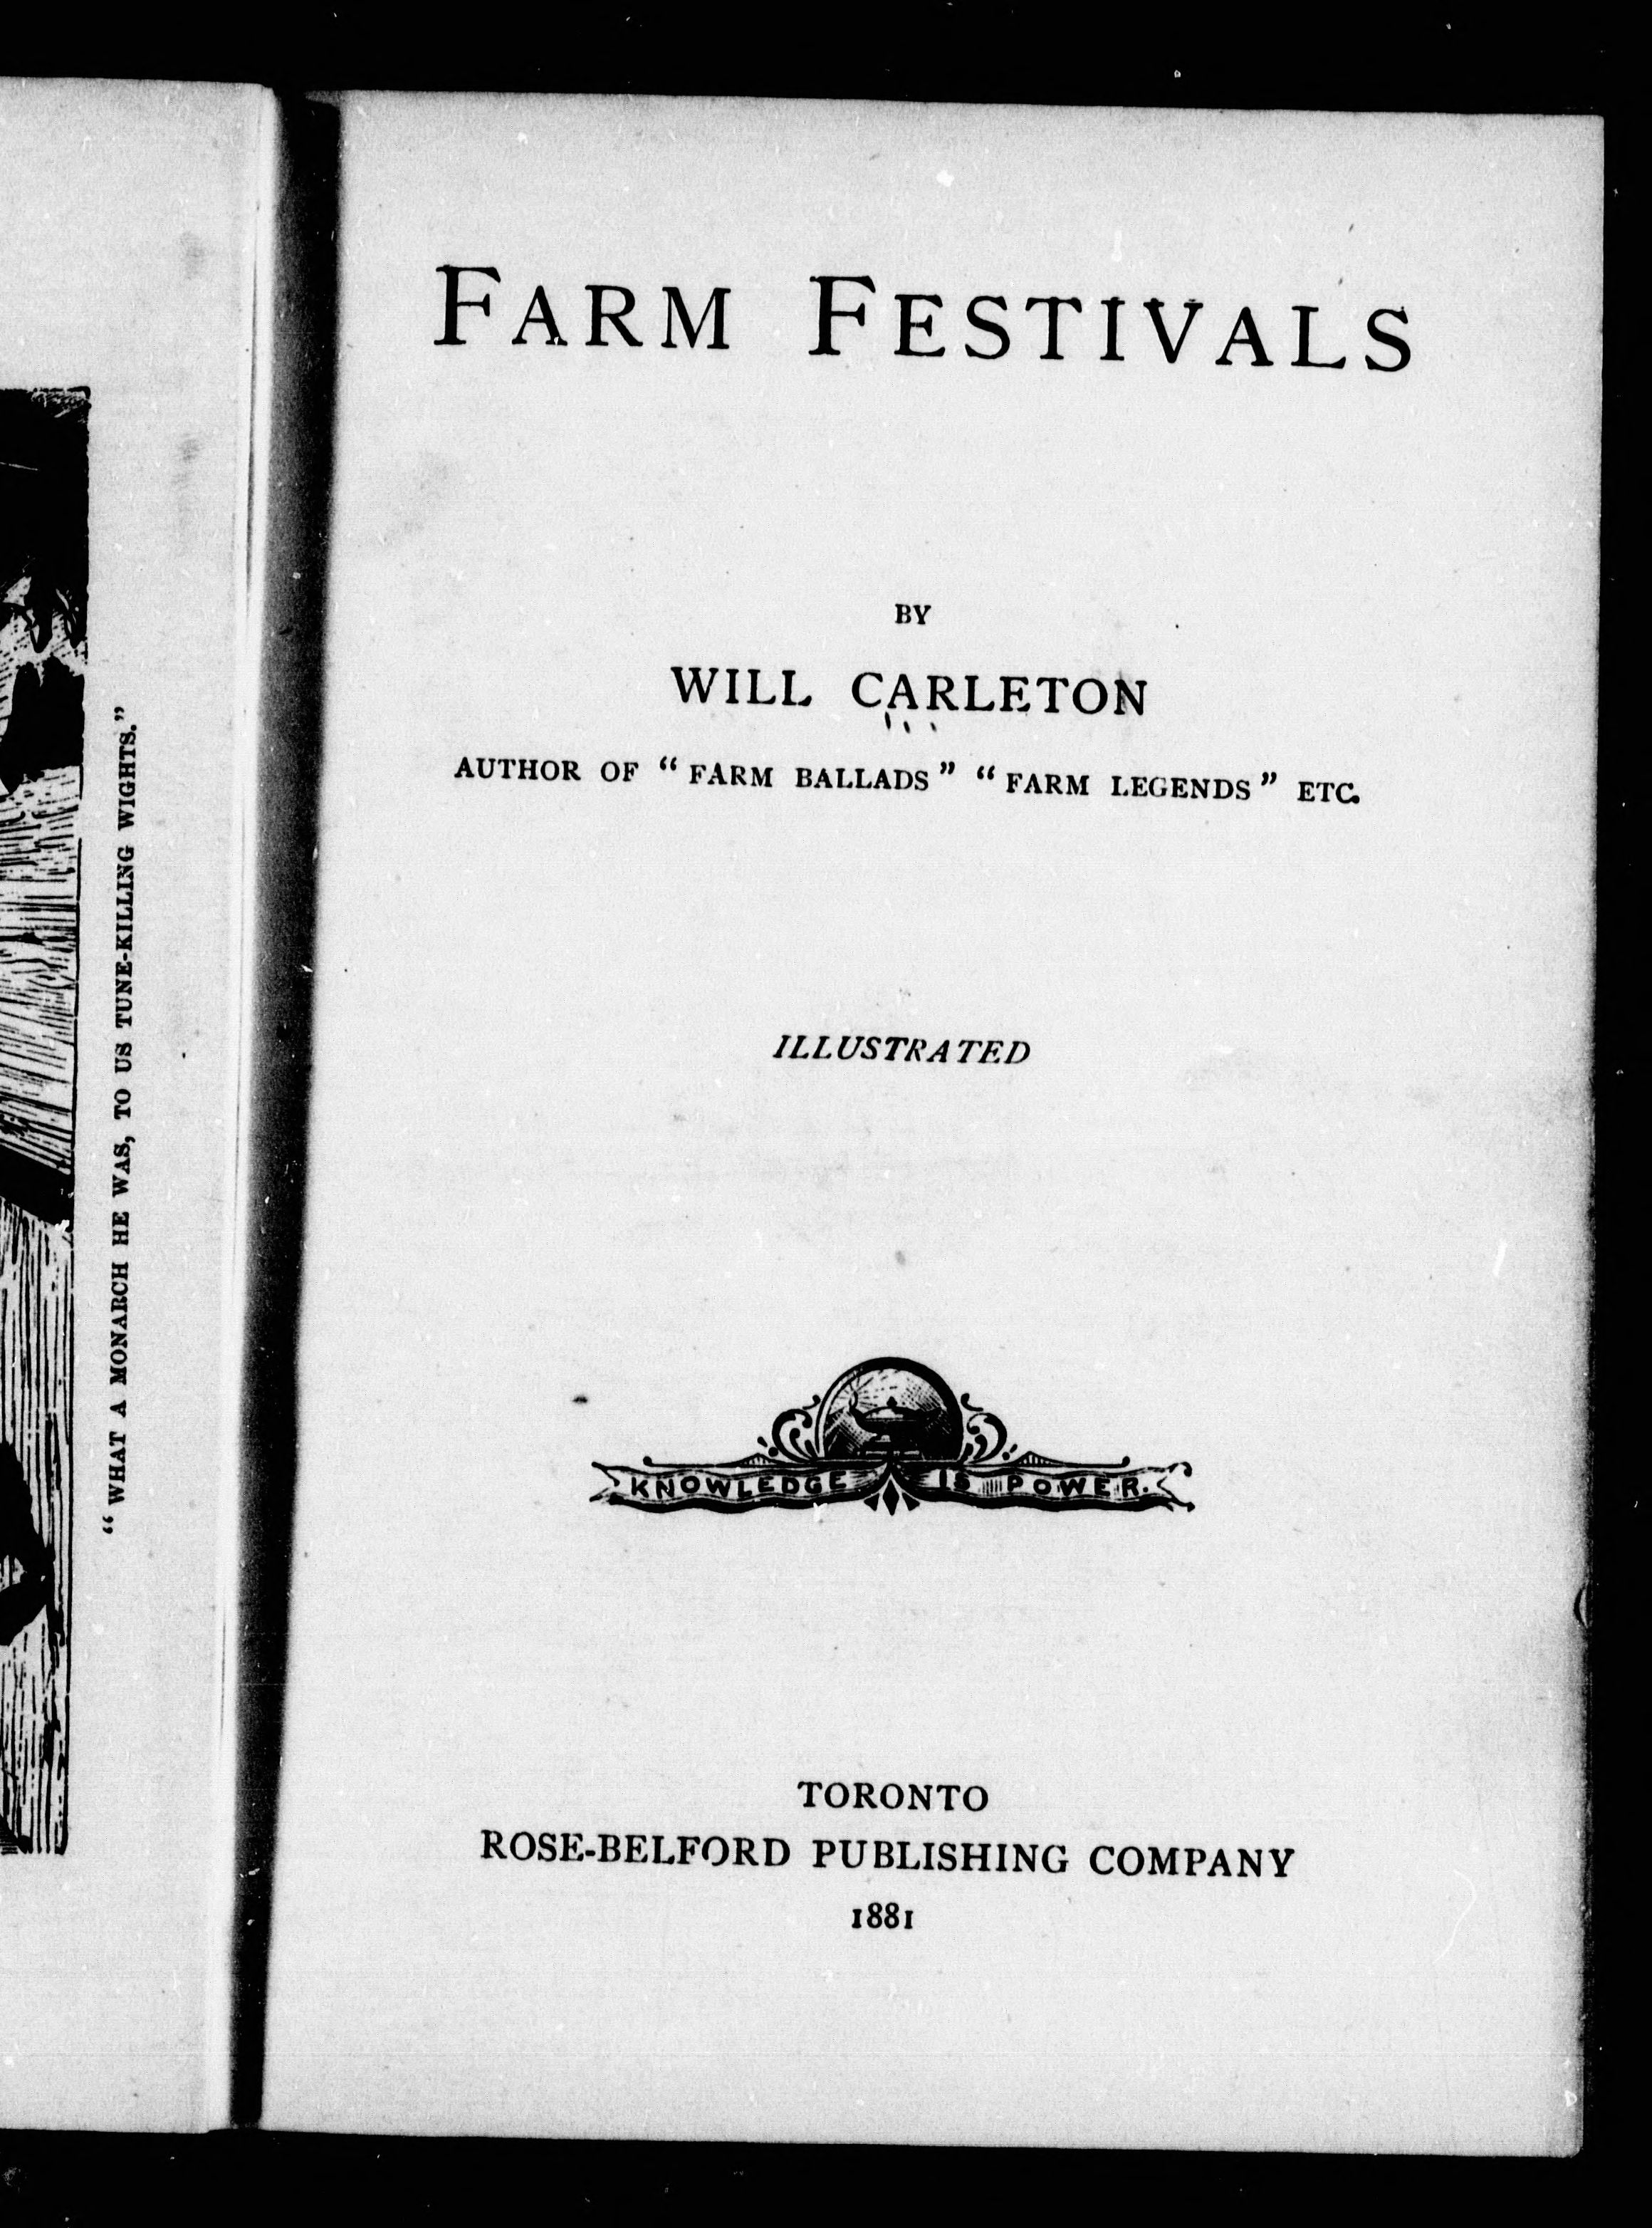 “WHAT A MONARCH HE WAS, TO US TUNE-KILLING WIGHTS.”
FARM FESTIVALS
BY
WILL CARLETON
AUTHOR OF “FARM BALLADS” “FARM LEGENDS” ETC.
ILLUSTRATED
KNOWLEDGE IS POWER.
TORONTO
ROSE-BELFORD PUBLISHING COMPANY
1881